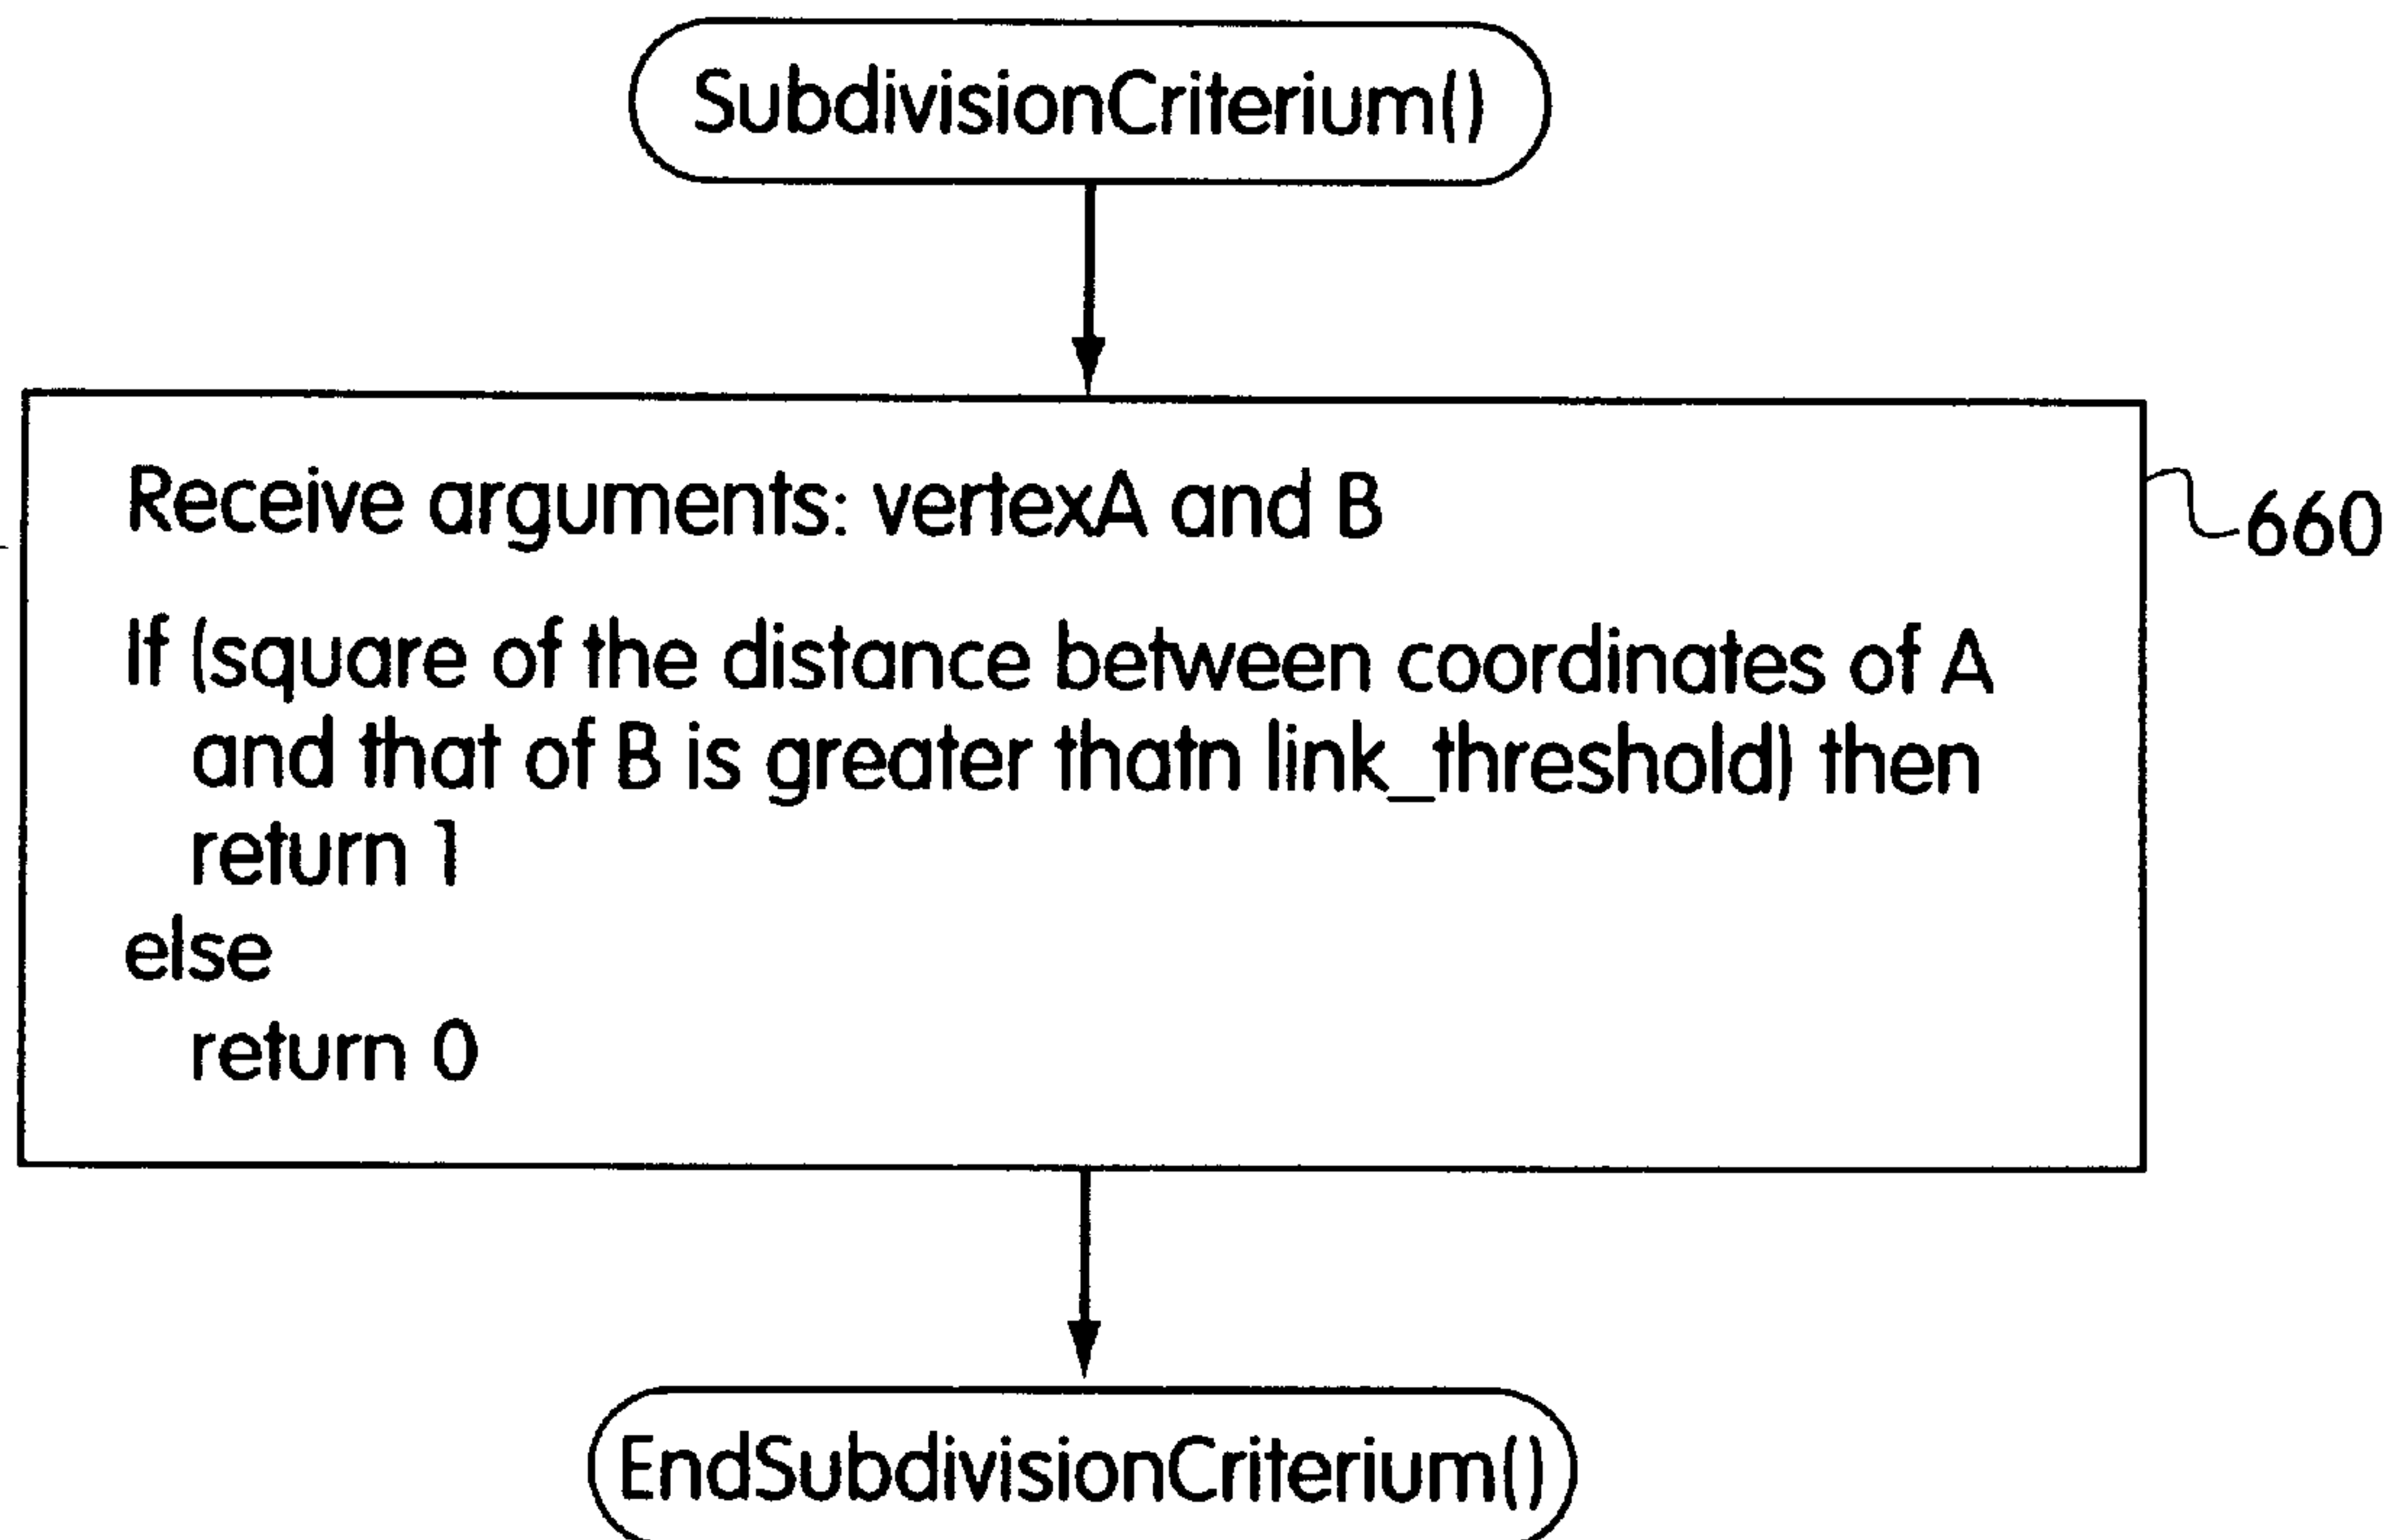 SubdivisionCriterium()
Receive arguments: vertexA and B
660
If (square of the distance between coordinates of A
and that of B is greater thatn link_threshold) then
return 1
else
return 0
EndSubdivisionCriterium()